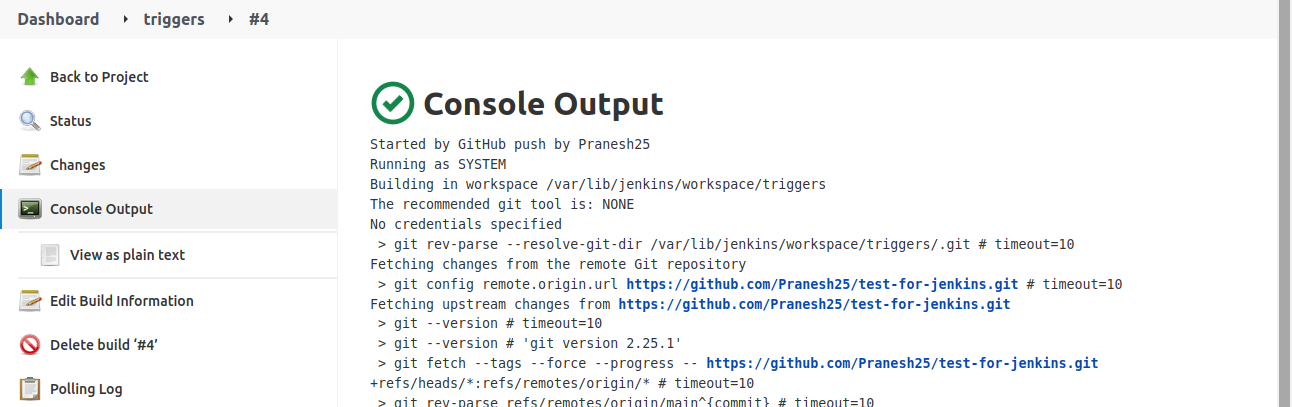 Dashboard ▸ triggers ▸ #4
Back to Project
Status
Changes
Console Output
View as plain text
Edit Build Information
Delete build ‘#4’
Polling Log
Console Output
Started by GitHub push by Pranesh25
Running as SYSTEM
Building in workspace /var/lib/jenkins/workspace/triggers
The recommended git tool is: NONE
No credentials specified
 > git rev-parse --resolve-git-dir /var/lib/jenkins/workspace/triggers/.git # timeout=10
Fetching changes from the remote Git repository
 > git config remote.origin.url https://github.com/Pranesh25/test-for-jenkins.git # timeout=10
Fetching upstream changes from https://github.com/Pranesh25/test-for-jenkins.git
 > git --version # timeout=10
 > git --version # 'git version 2.25.1'
 > git fetch --tags --force --progress -- https://github.com/Pranesh25/test-for-jenkins.git
+refs/heads/*:refs/remotes/origin/* # timeout=10
 > git rev-parse refs/remotes/origin/main^{commit} # timeout=10